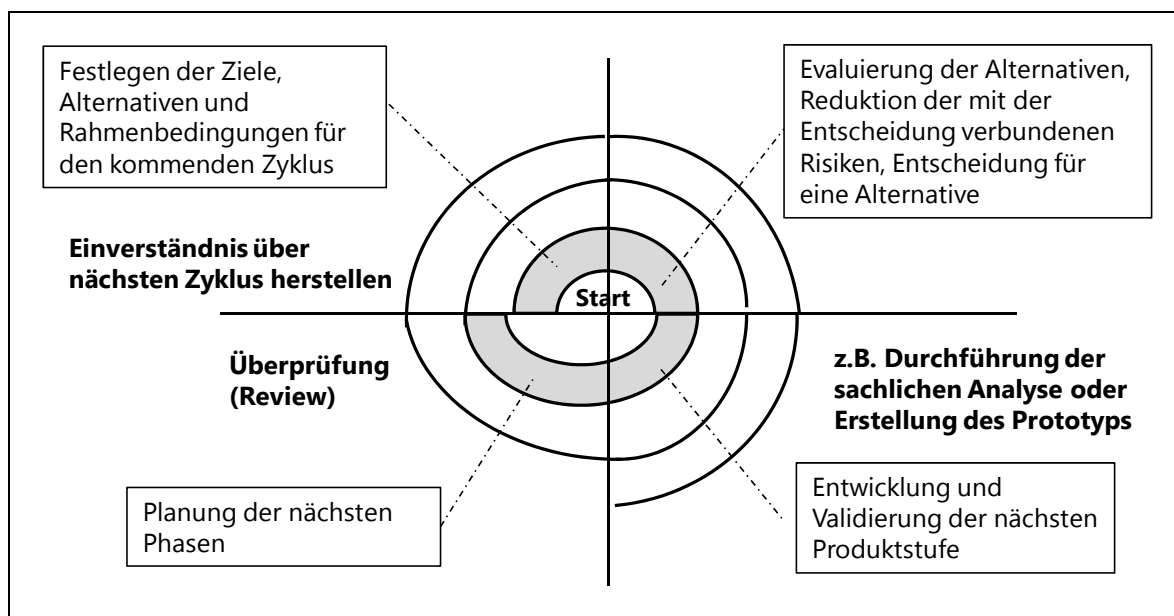 Festlegen der Ziele,
Alternativen und
Rahmenbedingungen für
den kommenden Zyklus
Evaluierung der Alternativen,
Reduktion der mit der
Entscheidung verbundenen
Risiken, Entscheidung für
eine Alternative
Einverständnis über
nächsten Zyklus herstellen
Start
Überprüfung
(Review)
z.B. Durchführung der
sachlichen Analyse oder
Erstellung des Prototyps
Planung der nächsten
Phasen
Entwicklung und
Validierung der nächsten
Produktstufe